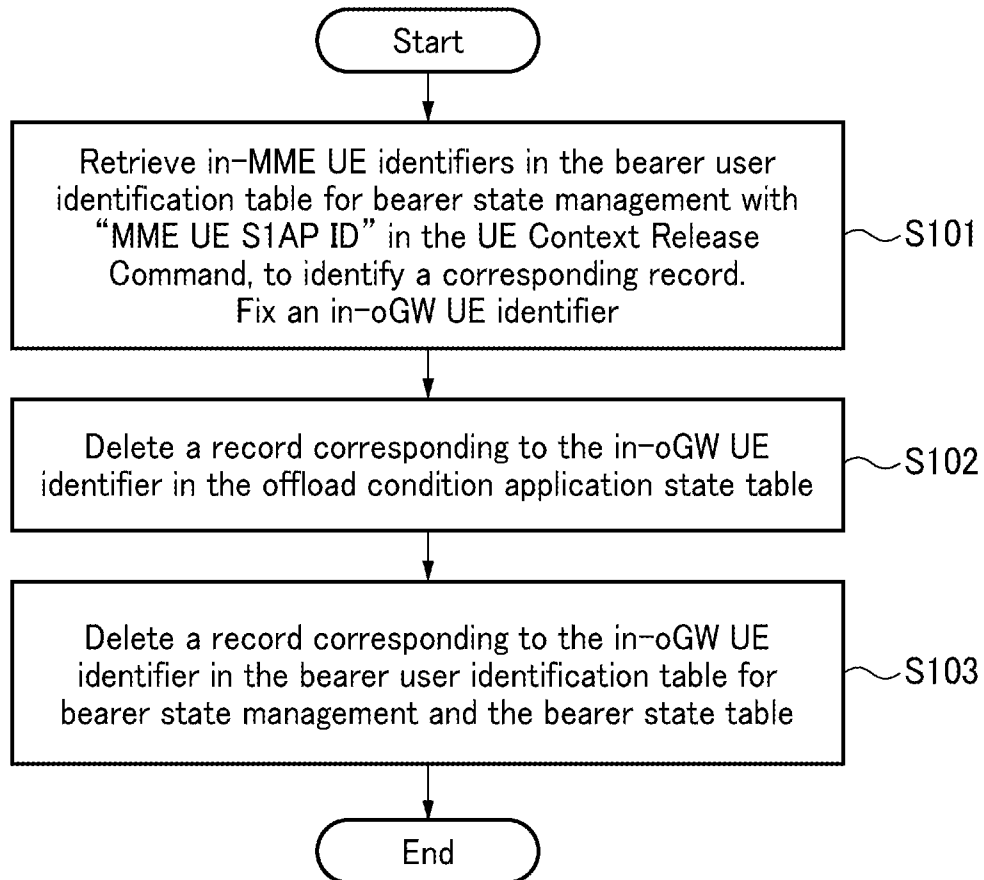 Start
Retrieve in-MME UE identifiers in the bearer user
identification table for bearer state management with
“MME UE S1AP ID” in the UE Context Release
Command, to identify a corresponding record.
Fix an in-oGW UE identifier
S101
Delete a record corresponding to the in-oGW UE
identifier in the offload condition application state table
S102
Delete a record corresponding to the in-oGW UE
identifier in the bearer user identification table for
bearer state management and the bearer state table
S103
End